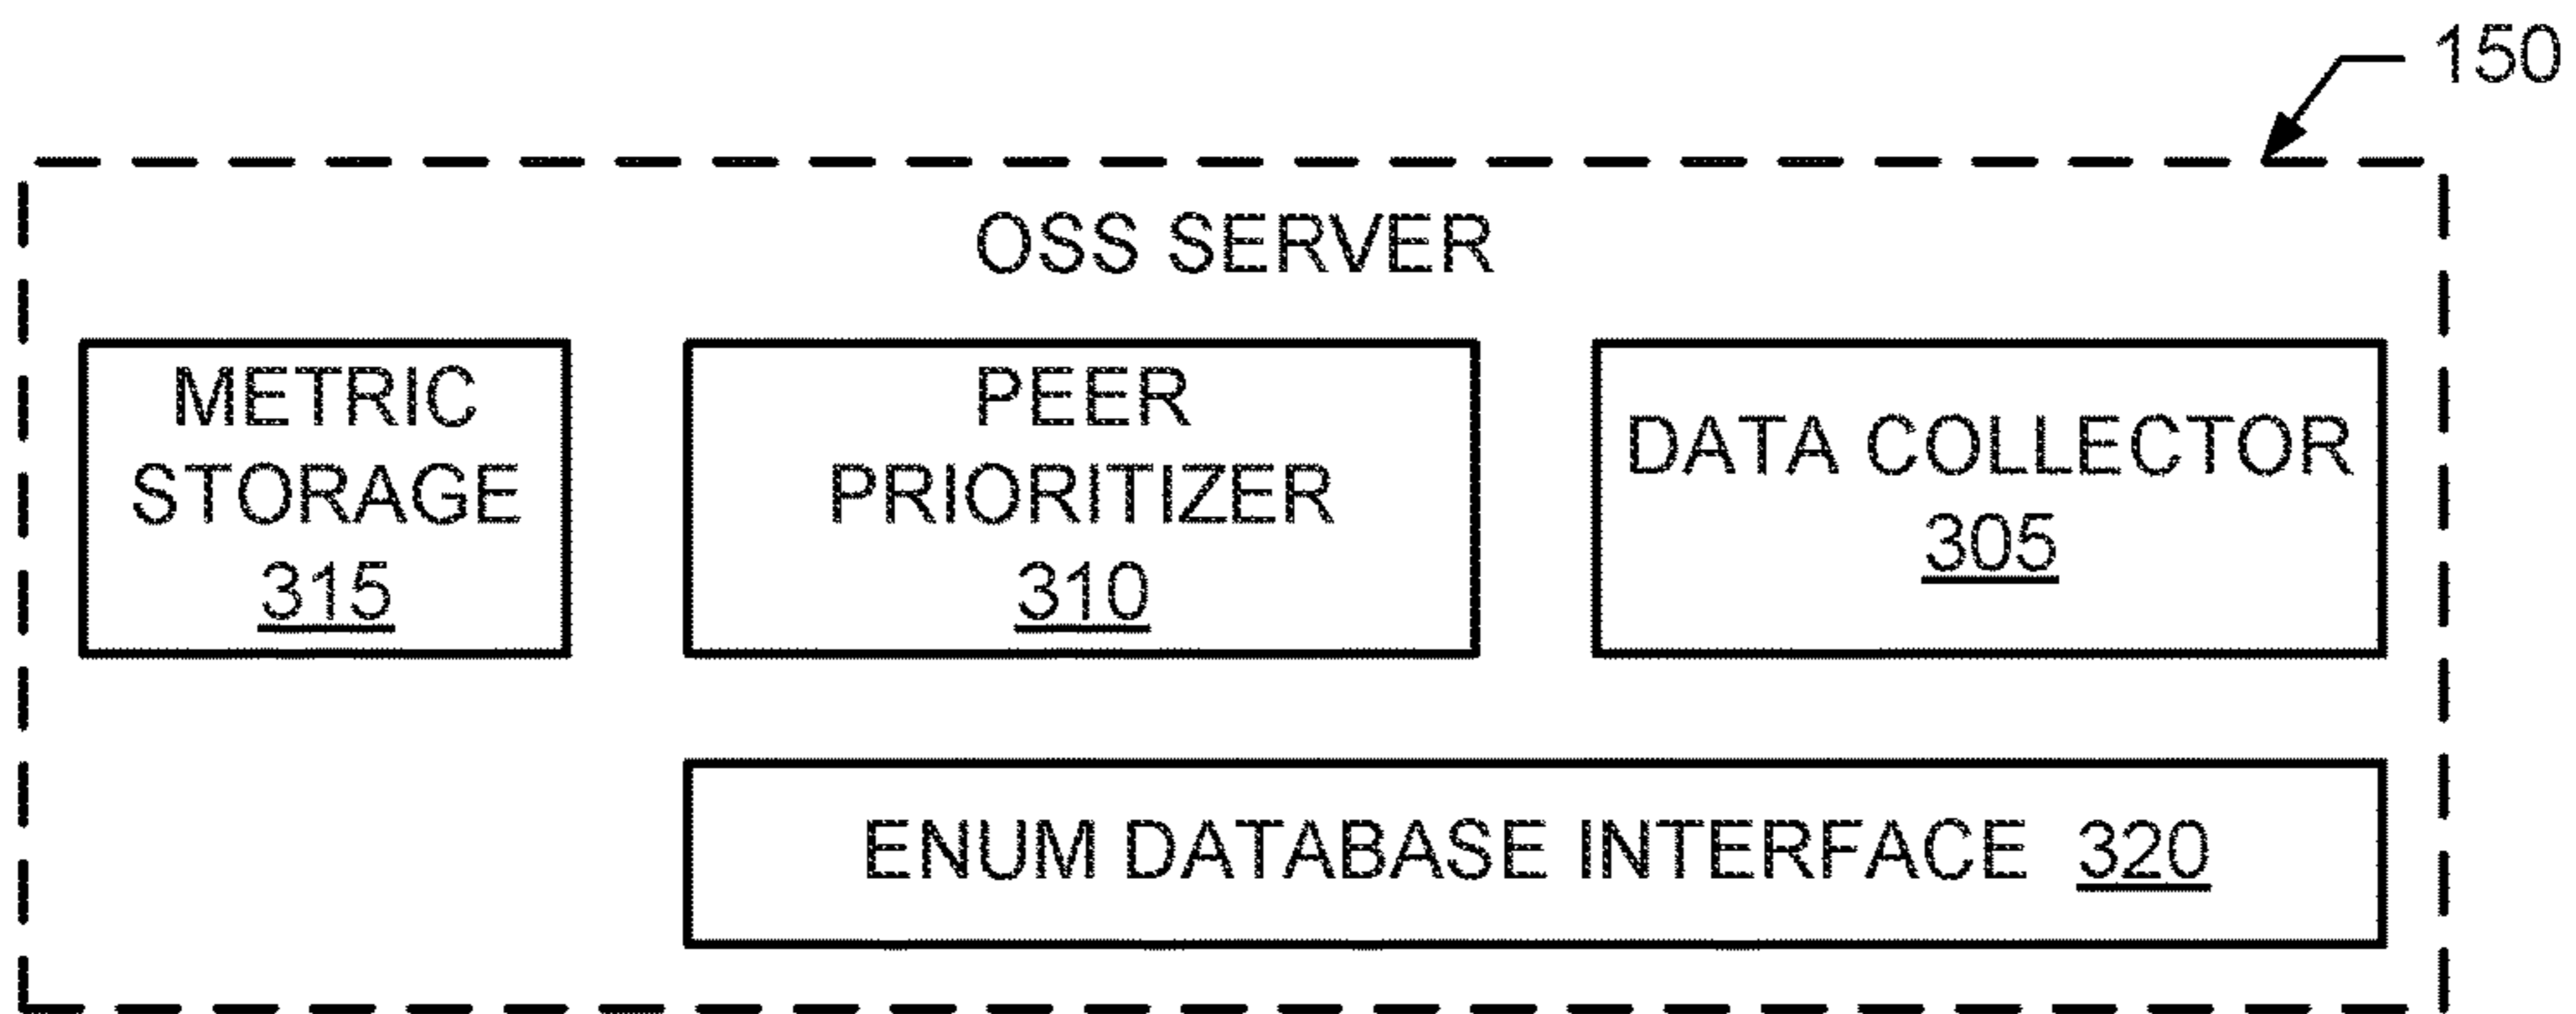 150
OSS SERVER
METRIC
STORAGE
315
PEER
PRIORITIZER
310
DATA COLLECTOR
305
ENUM DATABASE INTERFACE 320